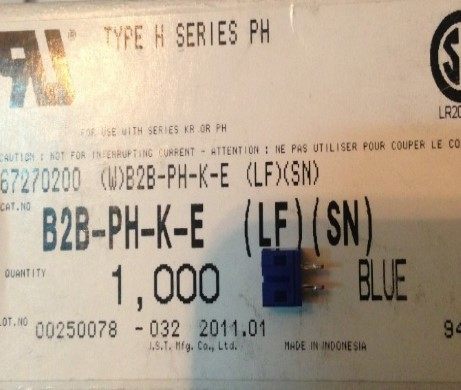 TYPE H SERIES PH
FOR USE WITH SERIES KR OR PH
CAUTION : NOT FOR INTERRUPTING CURRENT - ATTENTION : NE PAS UTILISER POUR COUPER LE CO
67270200 (W)B2B-PH-K-E (LF)(SN)
CAT.NO
B2B-PH-K-E (LF)(SN)
QUANTITY 1,000 BLUE
LOT.NO 00250078 -032 2011.01 94
J.S.T. Mfg. Co., Ltd. MADE IN INDONESIA